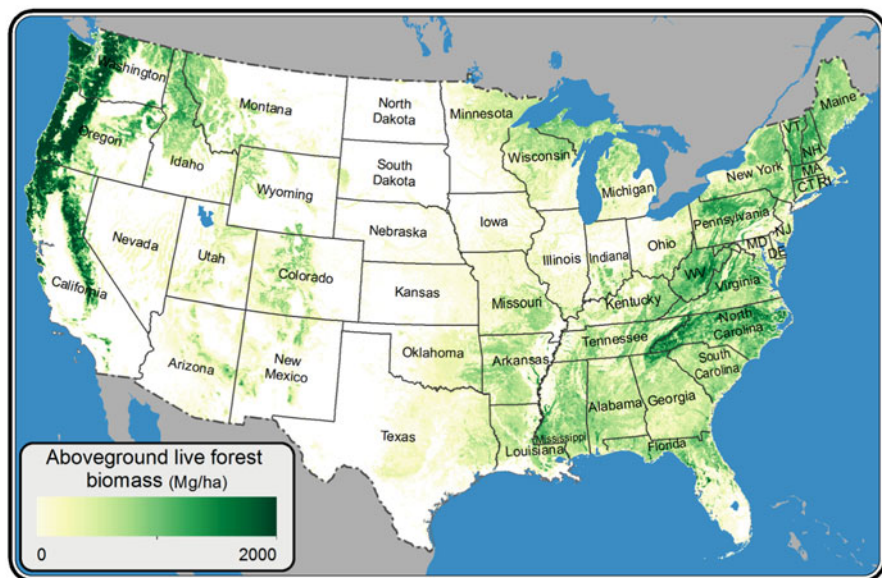 Washington
Montana
North
Dakota
Minnesota
Maine
VT
Oregon
Idaho
South
Dakota
Wisconsin
NH
New York
MA
CT
RI
Wyoming
Michigan
Iowa
Pennsylvania
NJ
Nebraska
Nevada
Utah
Illinois
Indiana
Ohio
MD
DE
Colorado
WV
California
Kansas
Missouri
Kentucky
Virginia
North
Carolina
Tennessee
Oklahoma
Arkansas
South
Carolina
Arizona
New
Mexico
Alabama
Georgia
Texas
Mississippi
Louisiana
Florida
Aboveground live forest
biomass (Mg/ha)
0 2000